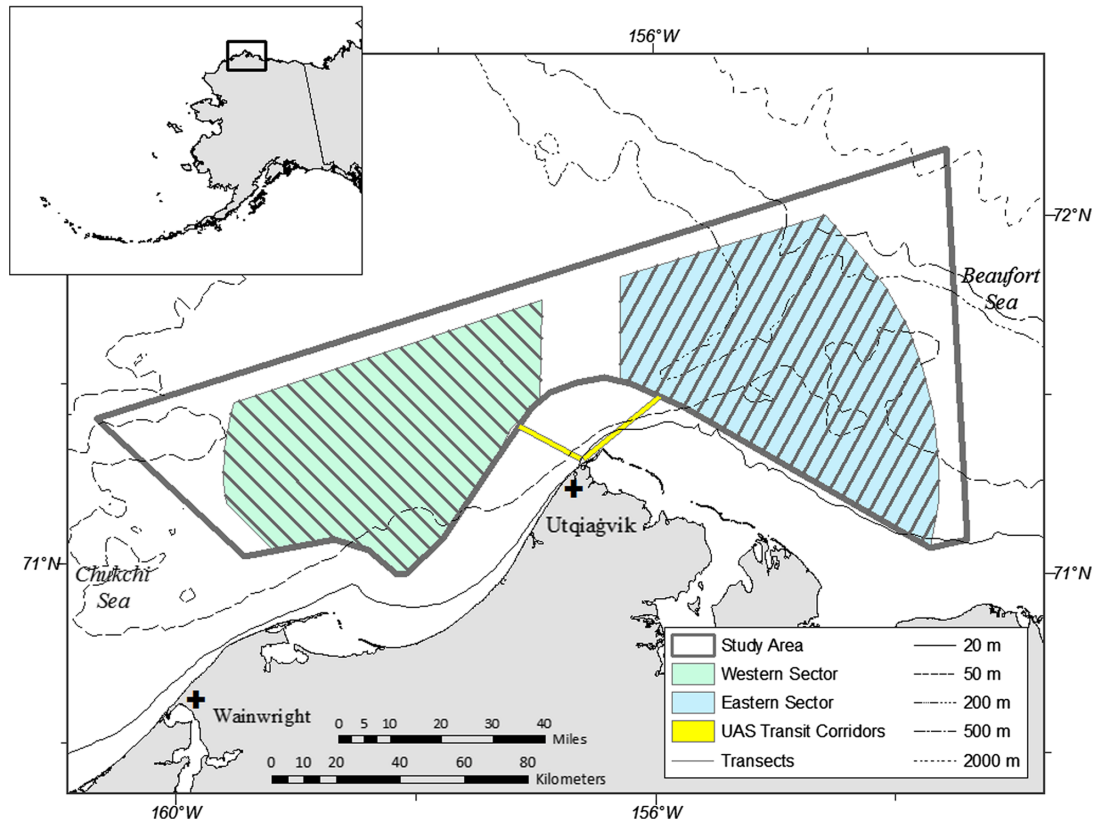 156°W
72°N
Beaufort
Sea
71°N
Chukchi
Sea
Utqiaġvik
71°N
Wainwright
0 5 10 20 30 40
Miles
0 10 20 40 60 80
Kilometers
Study Area
Western Sector
Eastern Sector
UAS Transit Corridors
Transects
20 m
50 m
200 m
500 m
2000 m
160°W
156°W